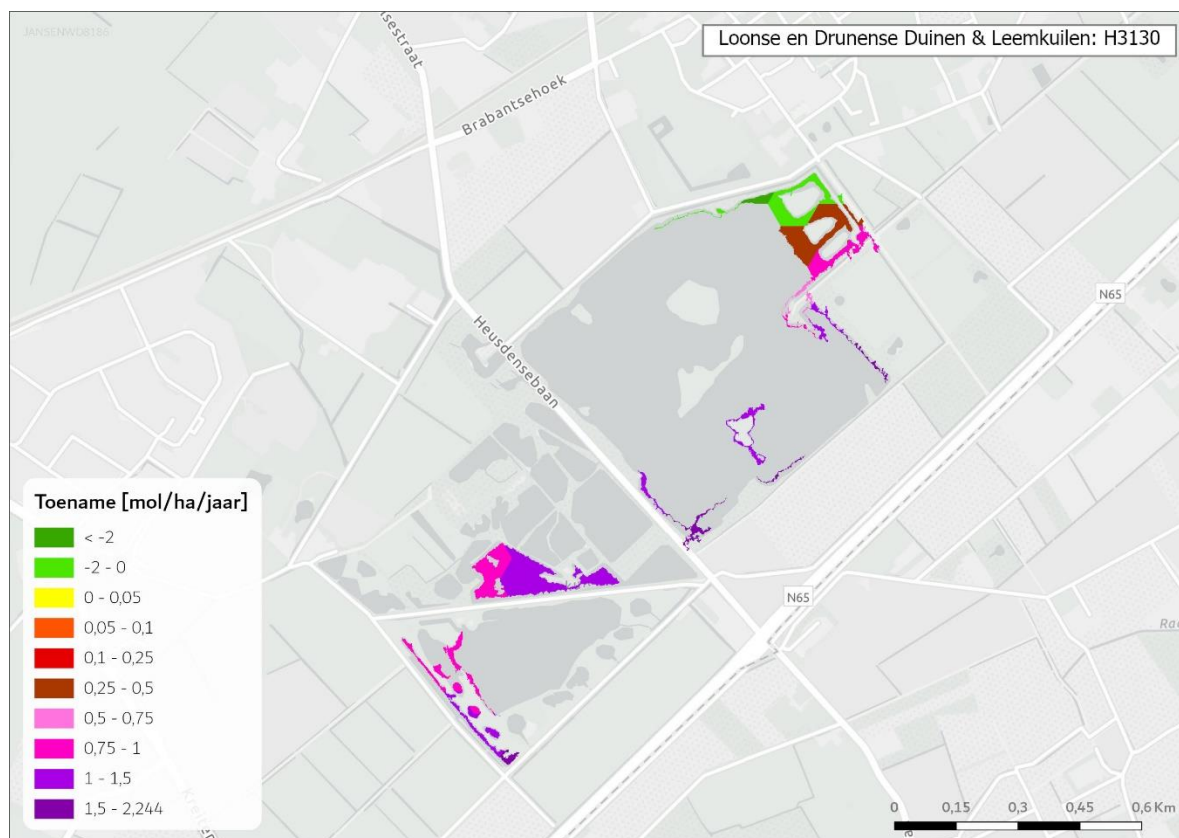 JANSENWD8186
Loonse en Drunense Duinen & Leemkuilen: H3130
sestraat
Brabantsehoek
N65
Heusdensebaan
N65
Toename [mol/ha/jaar]
< -2
-2 - 0
0 - 0,05
0,05 - 0,1
0,1 - 0,25
0,25 - 0,5
0,5 - 0,75
0,75 - 1
1 - 1,5
1,5 - 2,244
0 0,15 0,3 0,45 0,6 Km